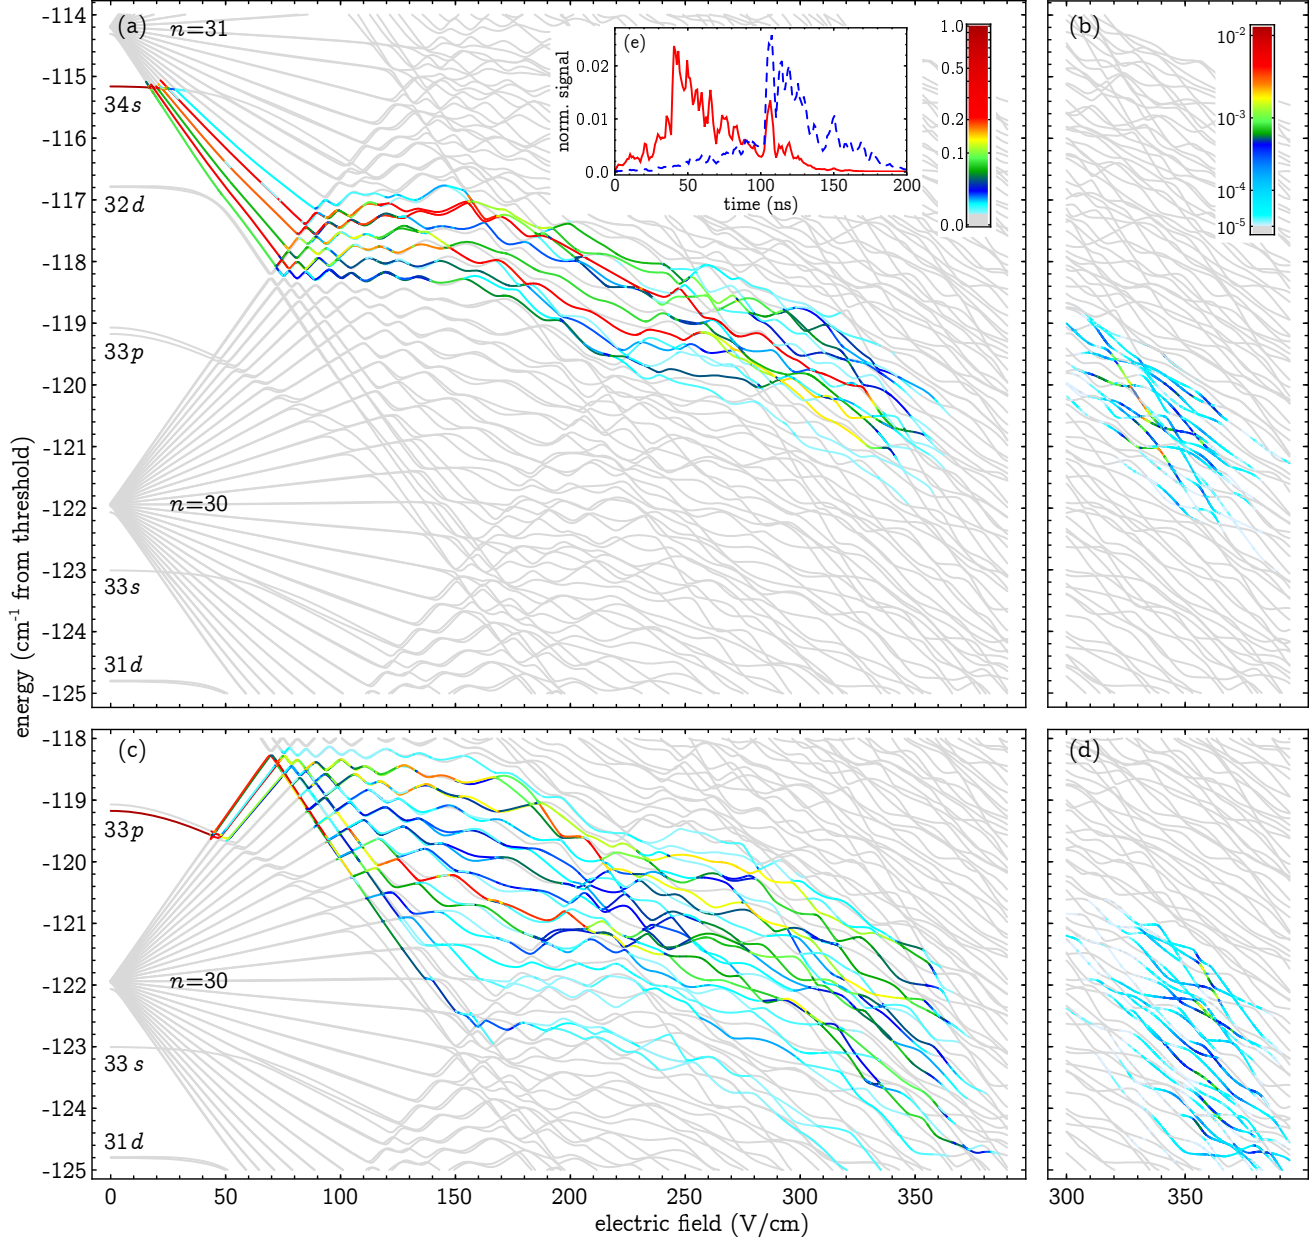 (a)
n=31
34s
32d
33p
n=30
33s
31d
-114
-115
-116
-117
-118
-119
-120
-121
-122
-123
-124
-125
energy (cm⁻¹ from threshold)
(e)
norm. signal
0.02
0.01
0.0
0
50
100
150
200
time (ns)
1.0
0.5
0.2
0.1
0.0
(b)
10⁻²
10⁻³
10⁻⁴
10⁻⁵
(c)
33p
n=30
33s
31d
-118
-119
-120
-121
-122
-123
-124
-125
0
50
100
150
200
250
300
350
electric field (V/cm)
(d)
300
350